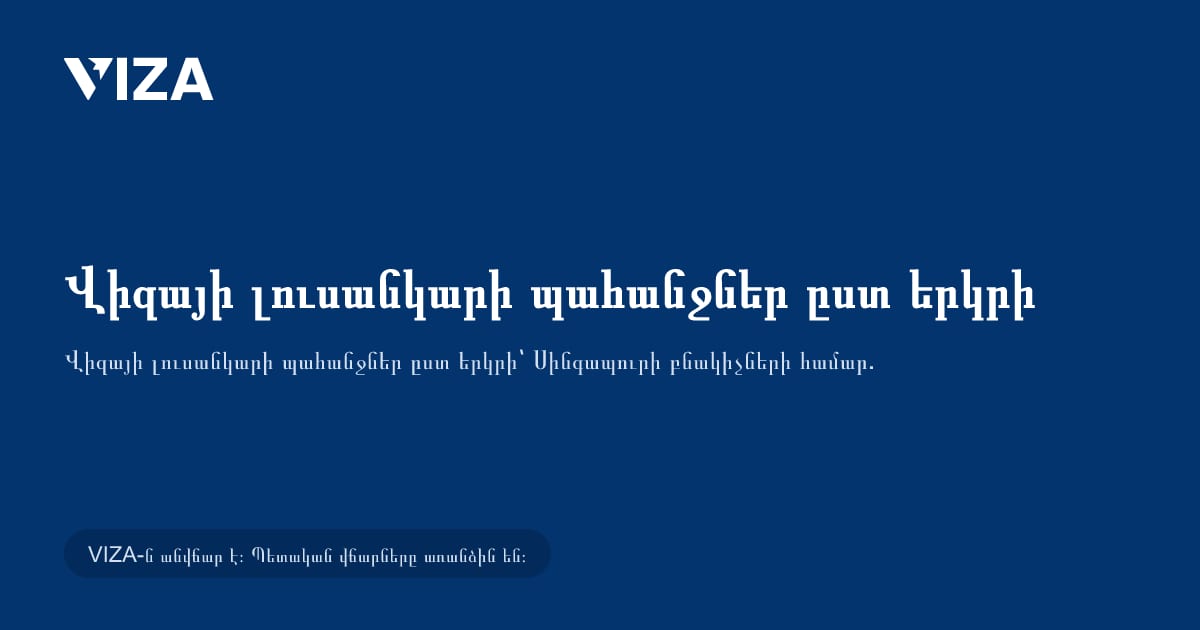 VIZA
Վիզայի լուսանկարի պահանջներ ըստ երկրի
Վիզայի լուսանկարի պահանջներ ըստ երկրի՝ Սինգապուրի բնակիչների համար.
VIZA-ն անվճար է։ Պետական վճարները առանձին են։